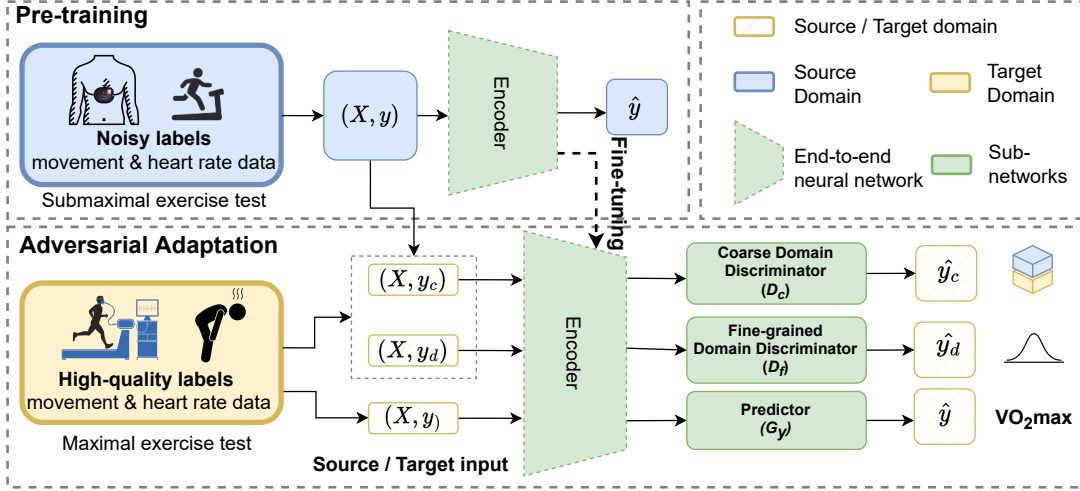 Pre-training
Noisy labels
movement & heart rate data
Submaximal exercise test
(X, y)
Encoder
ŷ
Fine-tuning
Source / Target domain
Source
Domain
Target
Domain
End-to-end
neural network
Sub-
networks
Adversarial Adaptation
High-quality labels
movement & heart rate data
Maximal exercise test
(X, y_c)
(X, y_d)
(X, y_)
Source / Target input
Encoder
Coarse Domain
Discriminator
(D_c)
Fine-grained
Domain Discriminator
(D_f)
Predictor
(G_y)
ŷ_c
ŷ_d
ŷ
VO₂max